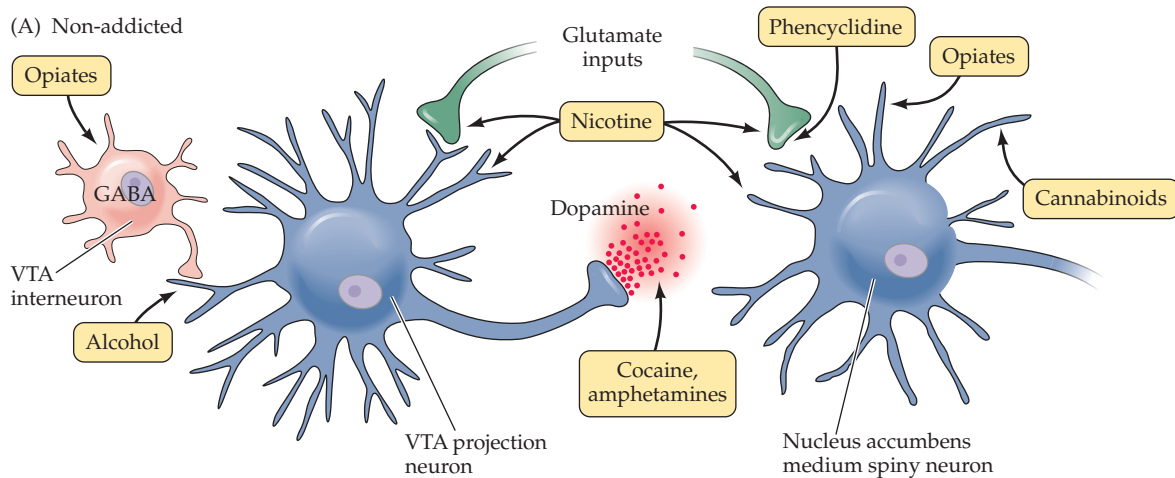 (A) Non-addicted
Opiates
GABA
VTA
interneuron
Alcohol
Glutamate
inputs
Nicotine
Phencyclidine
Opiates
Cannabinoids
Dopamine
Cocaine,
amphetamines
VTA projection
neuron
Nucleus accumbens
medium spiny neuron